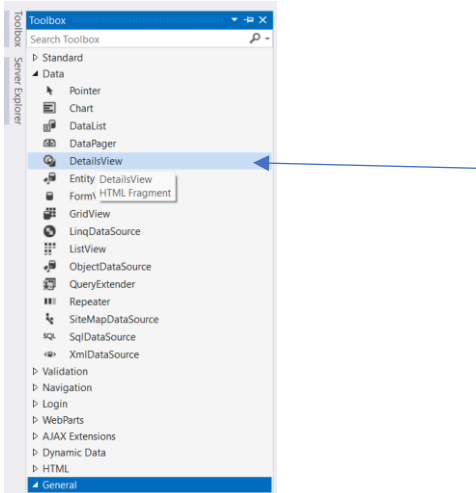 Toolbox
Server Explorer
Toolbox
Search Toolbox
Standard
Data
Pointer
Chart
DataList
DataPager
DetailsView
Entity
DetailsView
HTML Fragment
GridView
LinqDataSource
ListView
ObjectDataSource
QueryExtender
Repeater
SiteMapDataSource
SQL SqlDataSource
XmlDataSource
Validation
Navigation
Login
WebParts
AJAX Extensions
Dynamic Data
HTML
General